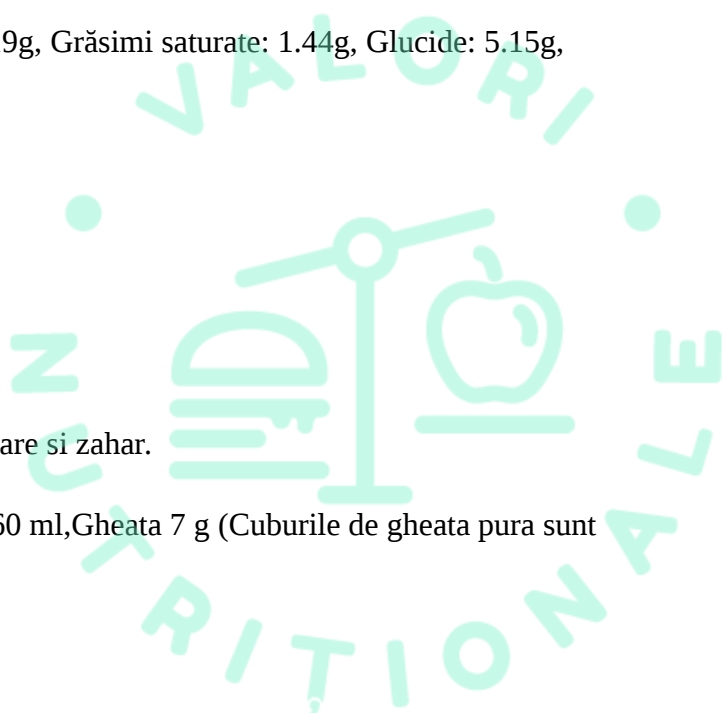 9g, Grăsimi saturate: 1.44g, Glucide: 5.15g,
are si zahar.
60 ml,Gheata 7 g (Cuburile de gheata pura sunt
VALORI
NUTRIȚIONALE